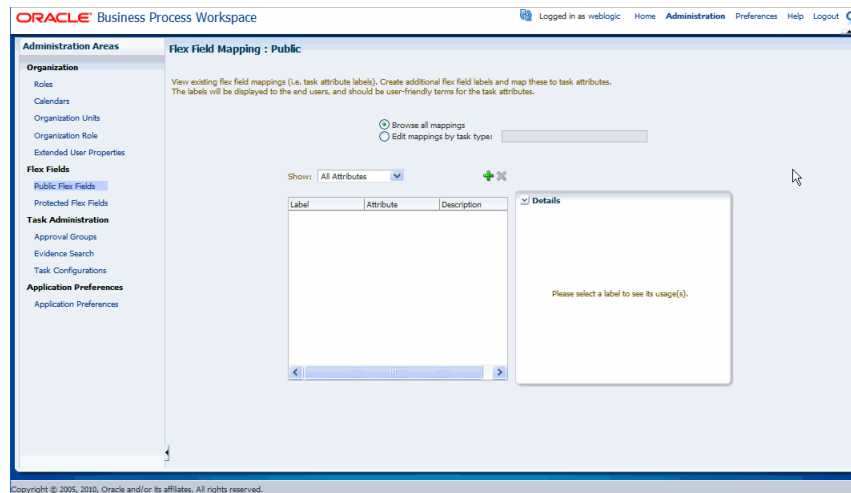 ORACLE Business Process Workspace
Logged in as weblogic Home Administration Preferences Help Logout
Administration Areas
Organization
Roles
Calendars
Organization Units
Organization Role
Extended User Properties
Flex Fields
Public Flex Fields
Protected Flex Fields
Task Administration
Approval Groups
Evidence Search
Task Configurations
Application Preferences
Application Preferences
Flex Field Mapping : Public
View existing flex field mappings (i.e. task attribute labels). Create additional flex field labels and map these to task attributes.
The labels will be displayed to the end users, and should be user-friendly terms for the task attributes.
Browse all mappings
Edit mappings by task type:
Show: All Attributes
Label Attribute Description
Details
Please select a label to see its usage(s).
Copyright © 2005, 2010, Oracle and/or its affiliates. All rights reserved.